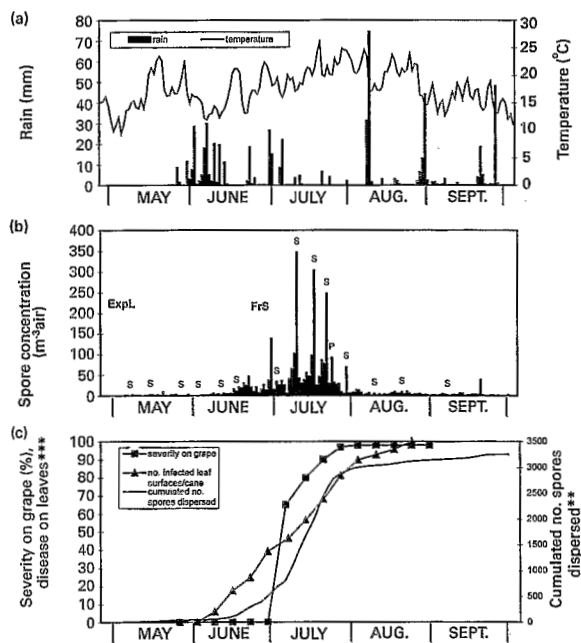 (a)
rain temperature
80 70 60 50 40 30 20 10 0
Rain (mm)
30 25 20 15 10 5 0
Temperature (°C)
MAY JUNE JULY AUG. SEPT.
(b)
400 350 300 250 200 150 100 50 0
Spore concentration
(m-³air)
Expl. FrS
S S S S S S S S S S P S S S S
MAY JUNE JULY AUG. SEPT.
(c)
100 90 80 70 60 50 40 30 20 10 0
Severity on grape (%),
disease on leaves***
severity on grape
no. infected leaf
surfaces/cane
cumulated no.
spores dispersed
3500 3000 2500 2000 1500 1000 500 0
Cumulated no. spores
dispersed**
MAY JUNE JULY AUG. SEPT.